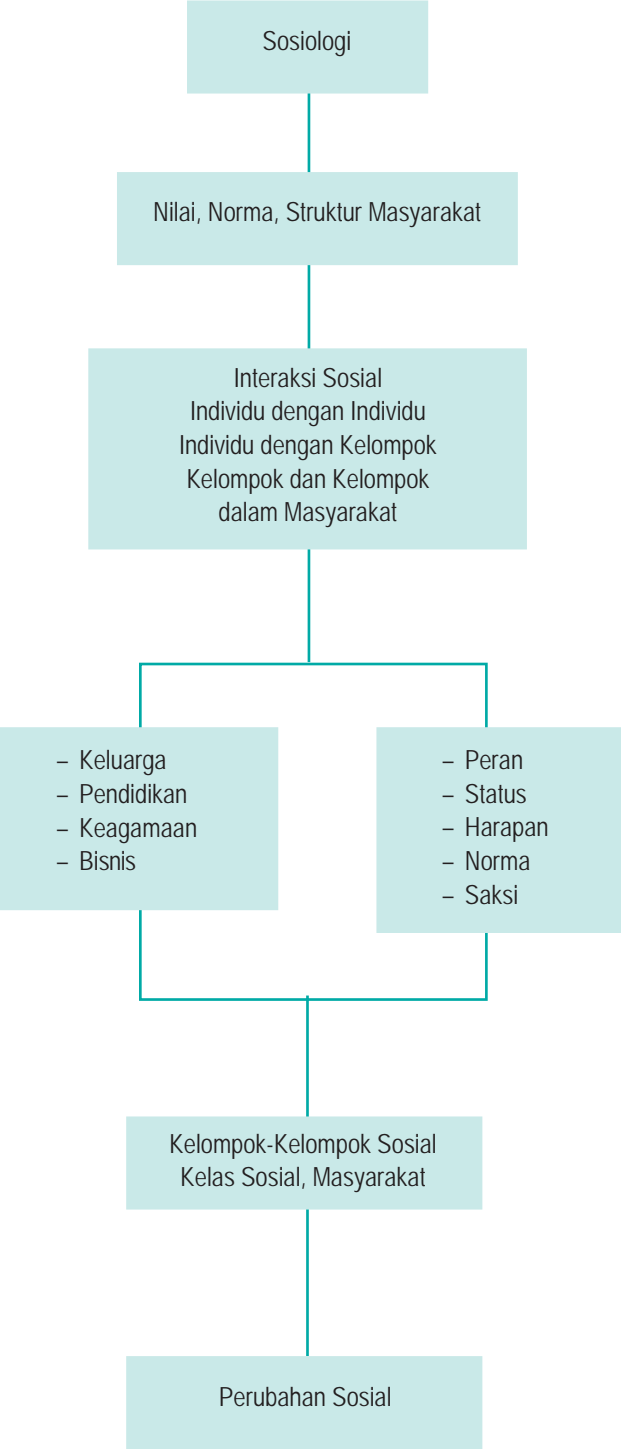 Sosiologi
Nilai, Norma, Struktur Masyarakat
Interaksi Sosial
Individu dengan Individu
Individu dengan Kelompok
Kelompok dan Kelompok
dalam Masyarakat
– Keluarga
– Pendidikan
– Keagamaan
– Bisnis
– Peran
– Status
– Harapan
– Norma
– Saksi
Kelompok-Kelompok Sosial
Kelas Sosial, Masyarakat
Perubahan Sosial